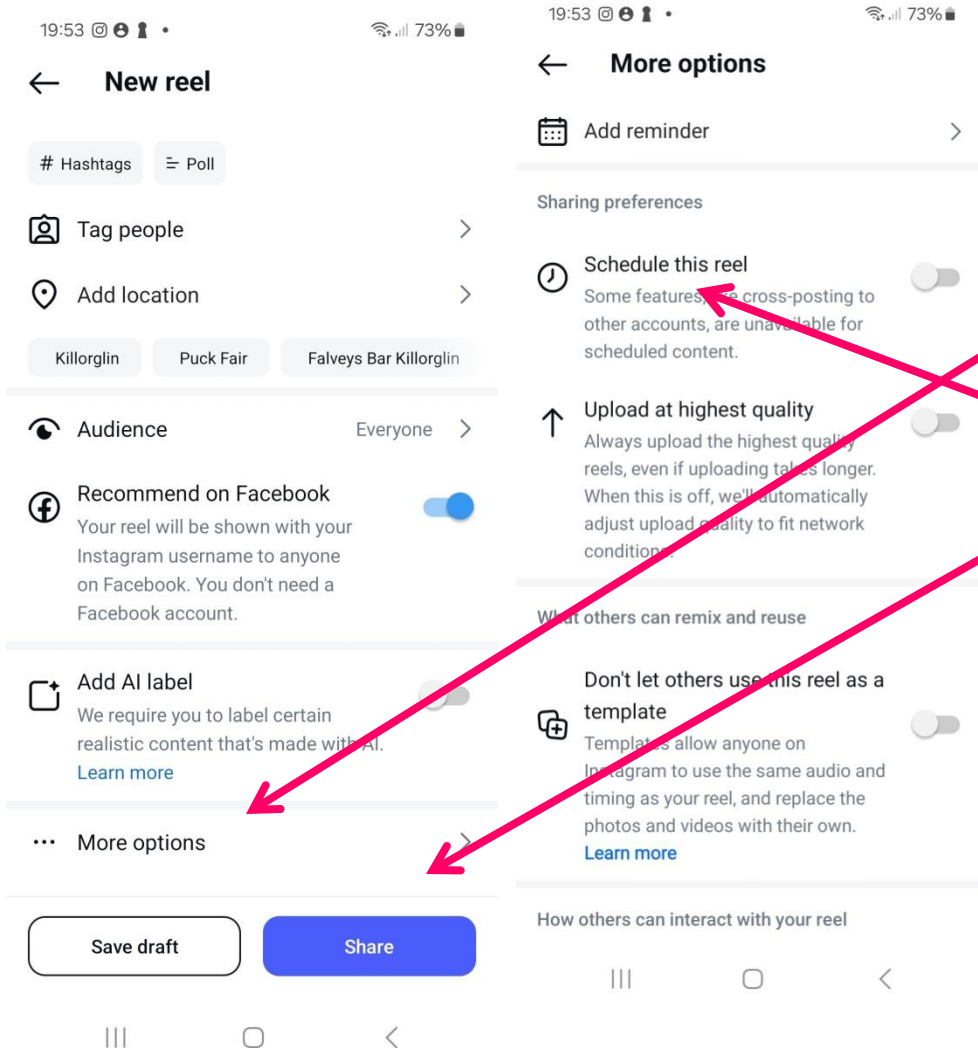 19:53
73%
New reel
# Hashtags
Poll
Tag people
Add location
Killorglin
Puck Fair
Falveys Bar Killorglin
Audience
Everyone
Recommend on Facebook
Your reel will be shown with your
Instagram username to anyone
on Facebook. You don't need a
Facebook account.
Add AI label
We require you to label certain
realistic content that's made with AI.
Learn more
More options
Save draft
Share
19:53
73%
More options
Add reminder
Sharing preferences
Schedule this reel
Some features, like cross-posting to
other accounts, are unavailable for
scheduled content.
Upload at highest quality
Always upload the highest quality
reels, even if uploading takes longer.
When this is off, we'll automatically
adjust upload quality to fit network
conditions.
What others can remix and reuse
Don't let others use this reel as a
template
Templates allow anyone on
Instagram to use the same audio and
timing as your reel, and replace the
photos and videos with their own.
Learn more
How others can interact with your reel